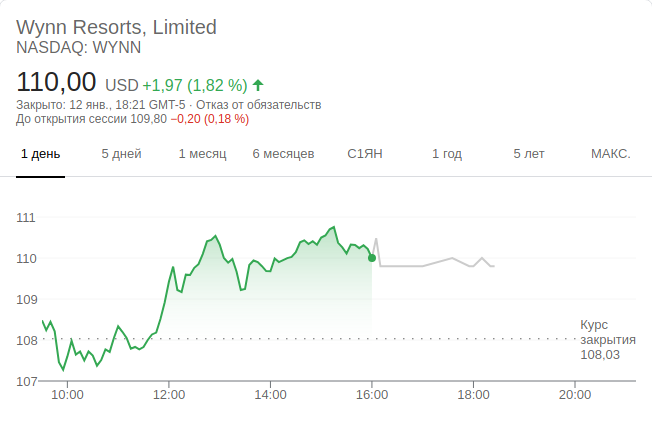 Wynn Resorts, Limited
NASDAQ: WYNN
110,00 USD +1,97 (1,82 %)
Закрыто: 12 янв., 18:21 GMT-5 · Отказ от обязательств
До открытия сессии 109,80 −0,20 (0,18 %)
1 день 5 дней 1 месяц 6 месяцев С1ЯН 1 год 5 лет МАКС.
111
110
109
Курс
закрытия
108,03
108
107
10:00 12:00 14:00 16:00 18:00 20:00